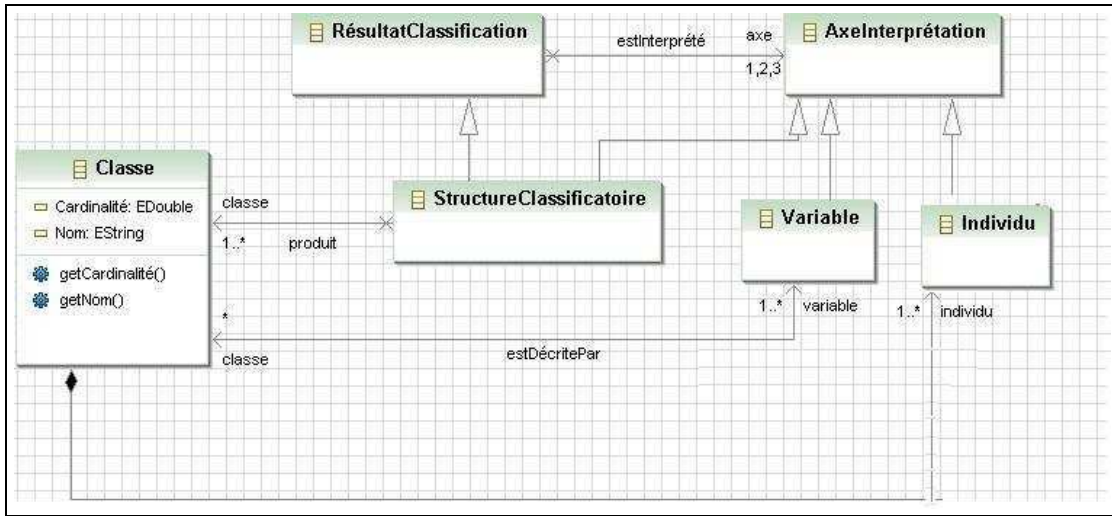 RésultatClassification
estInterprété
axe
1,2,3
AxeInterprétation
Classe
Cardinalité: EDouble
Nom: EString
getCardinalité()
getNom()
classe
1..*
produit
StructureClassificatoire
Variable
Individu
1..*
variable
1..*
individu
*
classe
estDécritePar